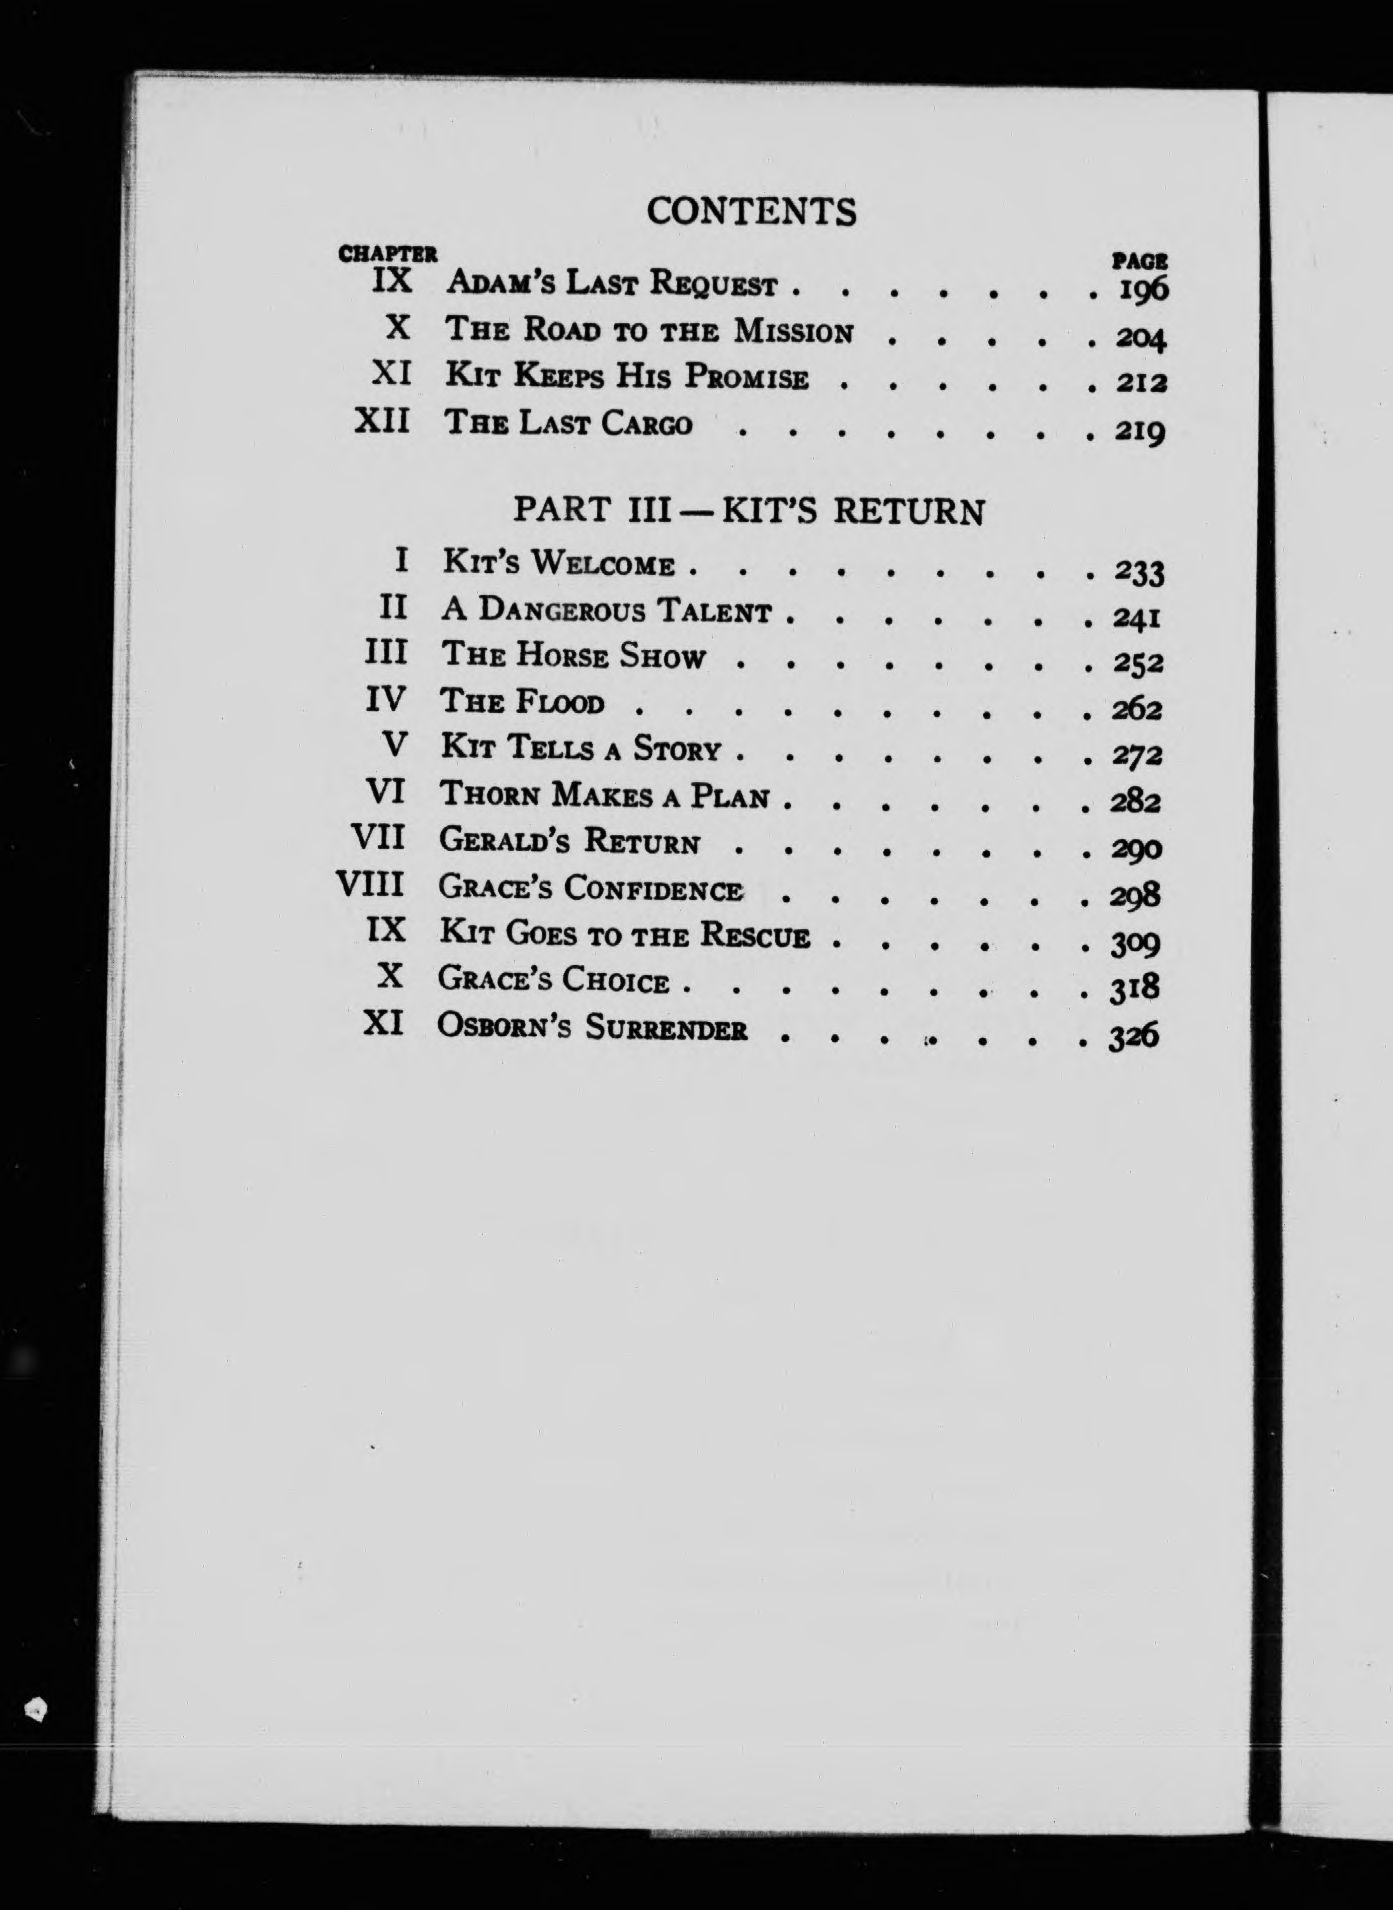 CONTENTS
CHAPTER PAGE
IX Adam's Last Request . . . . . . . 196
X The Road to the Mission . . . . . 204
XI Kit Keeps His Promise . . . . . . 212
XII The Last Cargo . . . . . . . . 219
PART III — KIT'S RETURN
I Kit's Welcome . . . . . . . . . 233
II A Dangerous Talent . . . . . . . 241
III The Horse Show . . . . . . . . 252
IV The Flood . . . . . . . . . . 262
V Kit Tells a Story . . . . . . . . 272
VI Thorn Makes a Plan . . . . . . . 282
VII Gerald's Return . . . . . . . . 290
VIII Grace's Confidence . . . . . . . 298
IX Kit Goes to the Rescue . . . . . . 309
X Grace's Choice . . . . . . . . . 318
XI Osborn's Surrender . . . . . . . 326